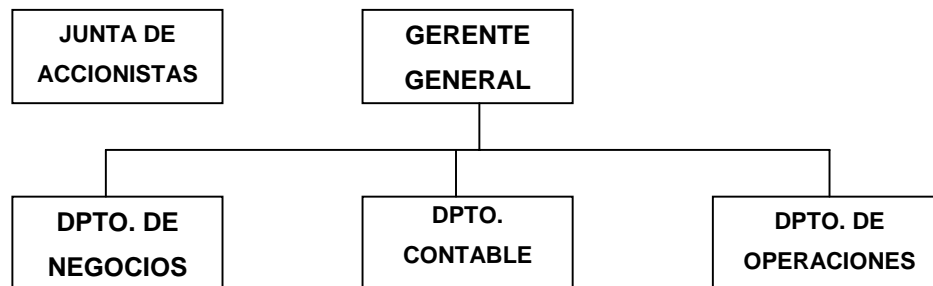 JUNTA DE
ACCIONISTAS
GERENTE
GENERAL
DPTO. DE
NEGOCIOS
DPTO.
CONTABLE
DPTO. DE
OPERACIONES